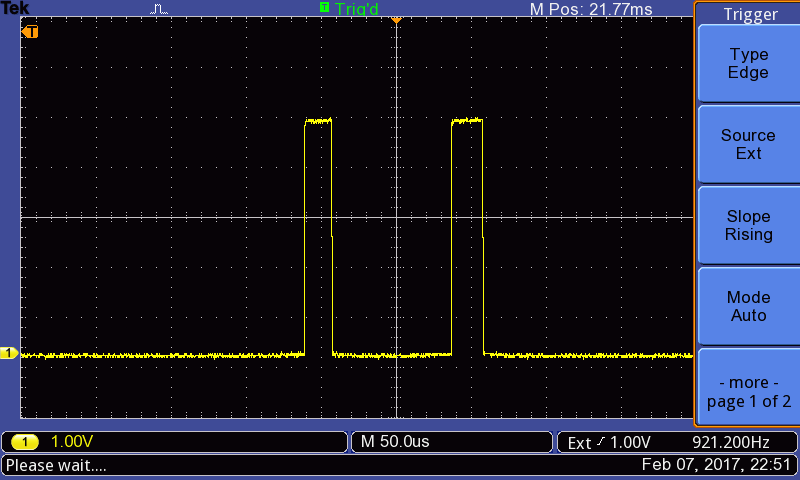 Tek
T Trig'd
M Pos: 21.77ms
Trigger
T
Type
Edge
Source
Ext
Slope
Rising
Mode
Auto
- more -
page 1 of 2
1
1 1.00V
M 50.0us
Ext 1.00V
921.200Hz
Please wait....
Feb 07, 2017, 22:51